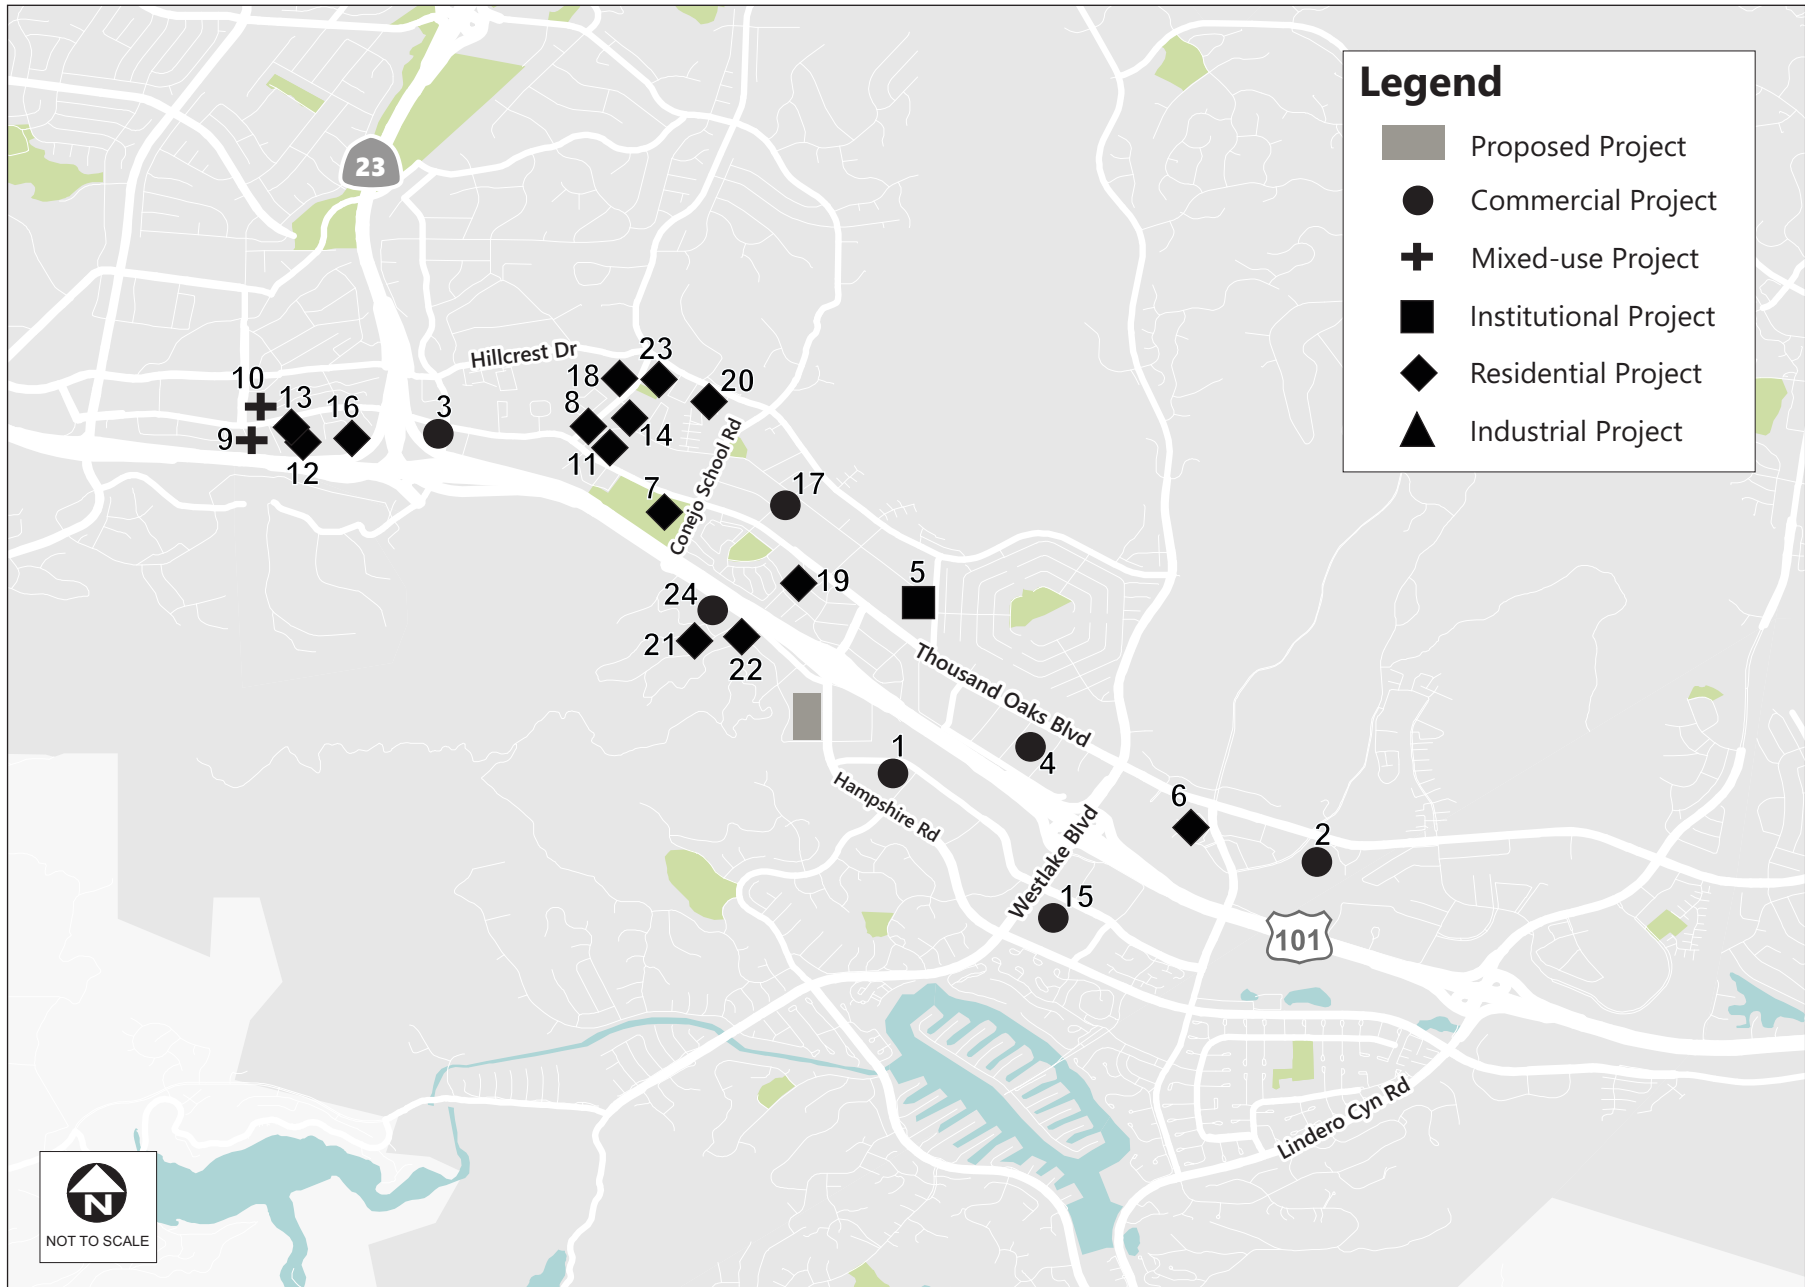 Legend
Proposed Project
Commercial Project
Mixed-use Project
Institutional Project
Residential Project
Industrial Project
23
Hillcrest Dr
23
18
20
10
13
16
3
8
9
14
12
11
Conejo School Rd
7
17
5
19
24
21
22
Thousand Oaks Blvd
1
4
Hampshire Rd
6
Westlake Blvd
2
15
101
Lindero Cyn Rd
N
NOT TO SCALE